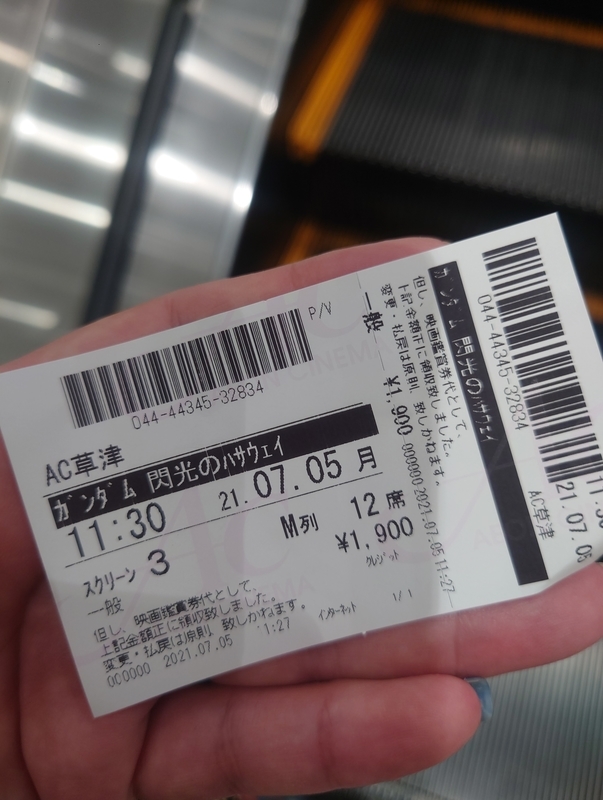 P/V
044-44345-32834
AC草津
ガンダム 閃光のハサウェイ
11:30 21.07.05 月
スクリーン 3 M列 12席
一般 ¥1,900
クレジット
但し、映画鑑賞券代として、
上記金額正に領収致しました。
変更・払戻は原則、致しかねます。
000000 2021.07.05 11:27 インターネット 1/1
一般 ¥1,900
但し、映画鑑賞券代として、
上記金額正に領収致しました。
変更・払戻は原則、致しかねます。
000000 2021.07.05 11:27
ガンダム 閃光のハサウェイ
044-44345-32834
AC草津
21.07.05
11:30